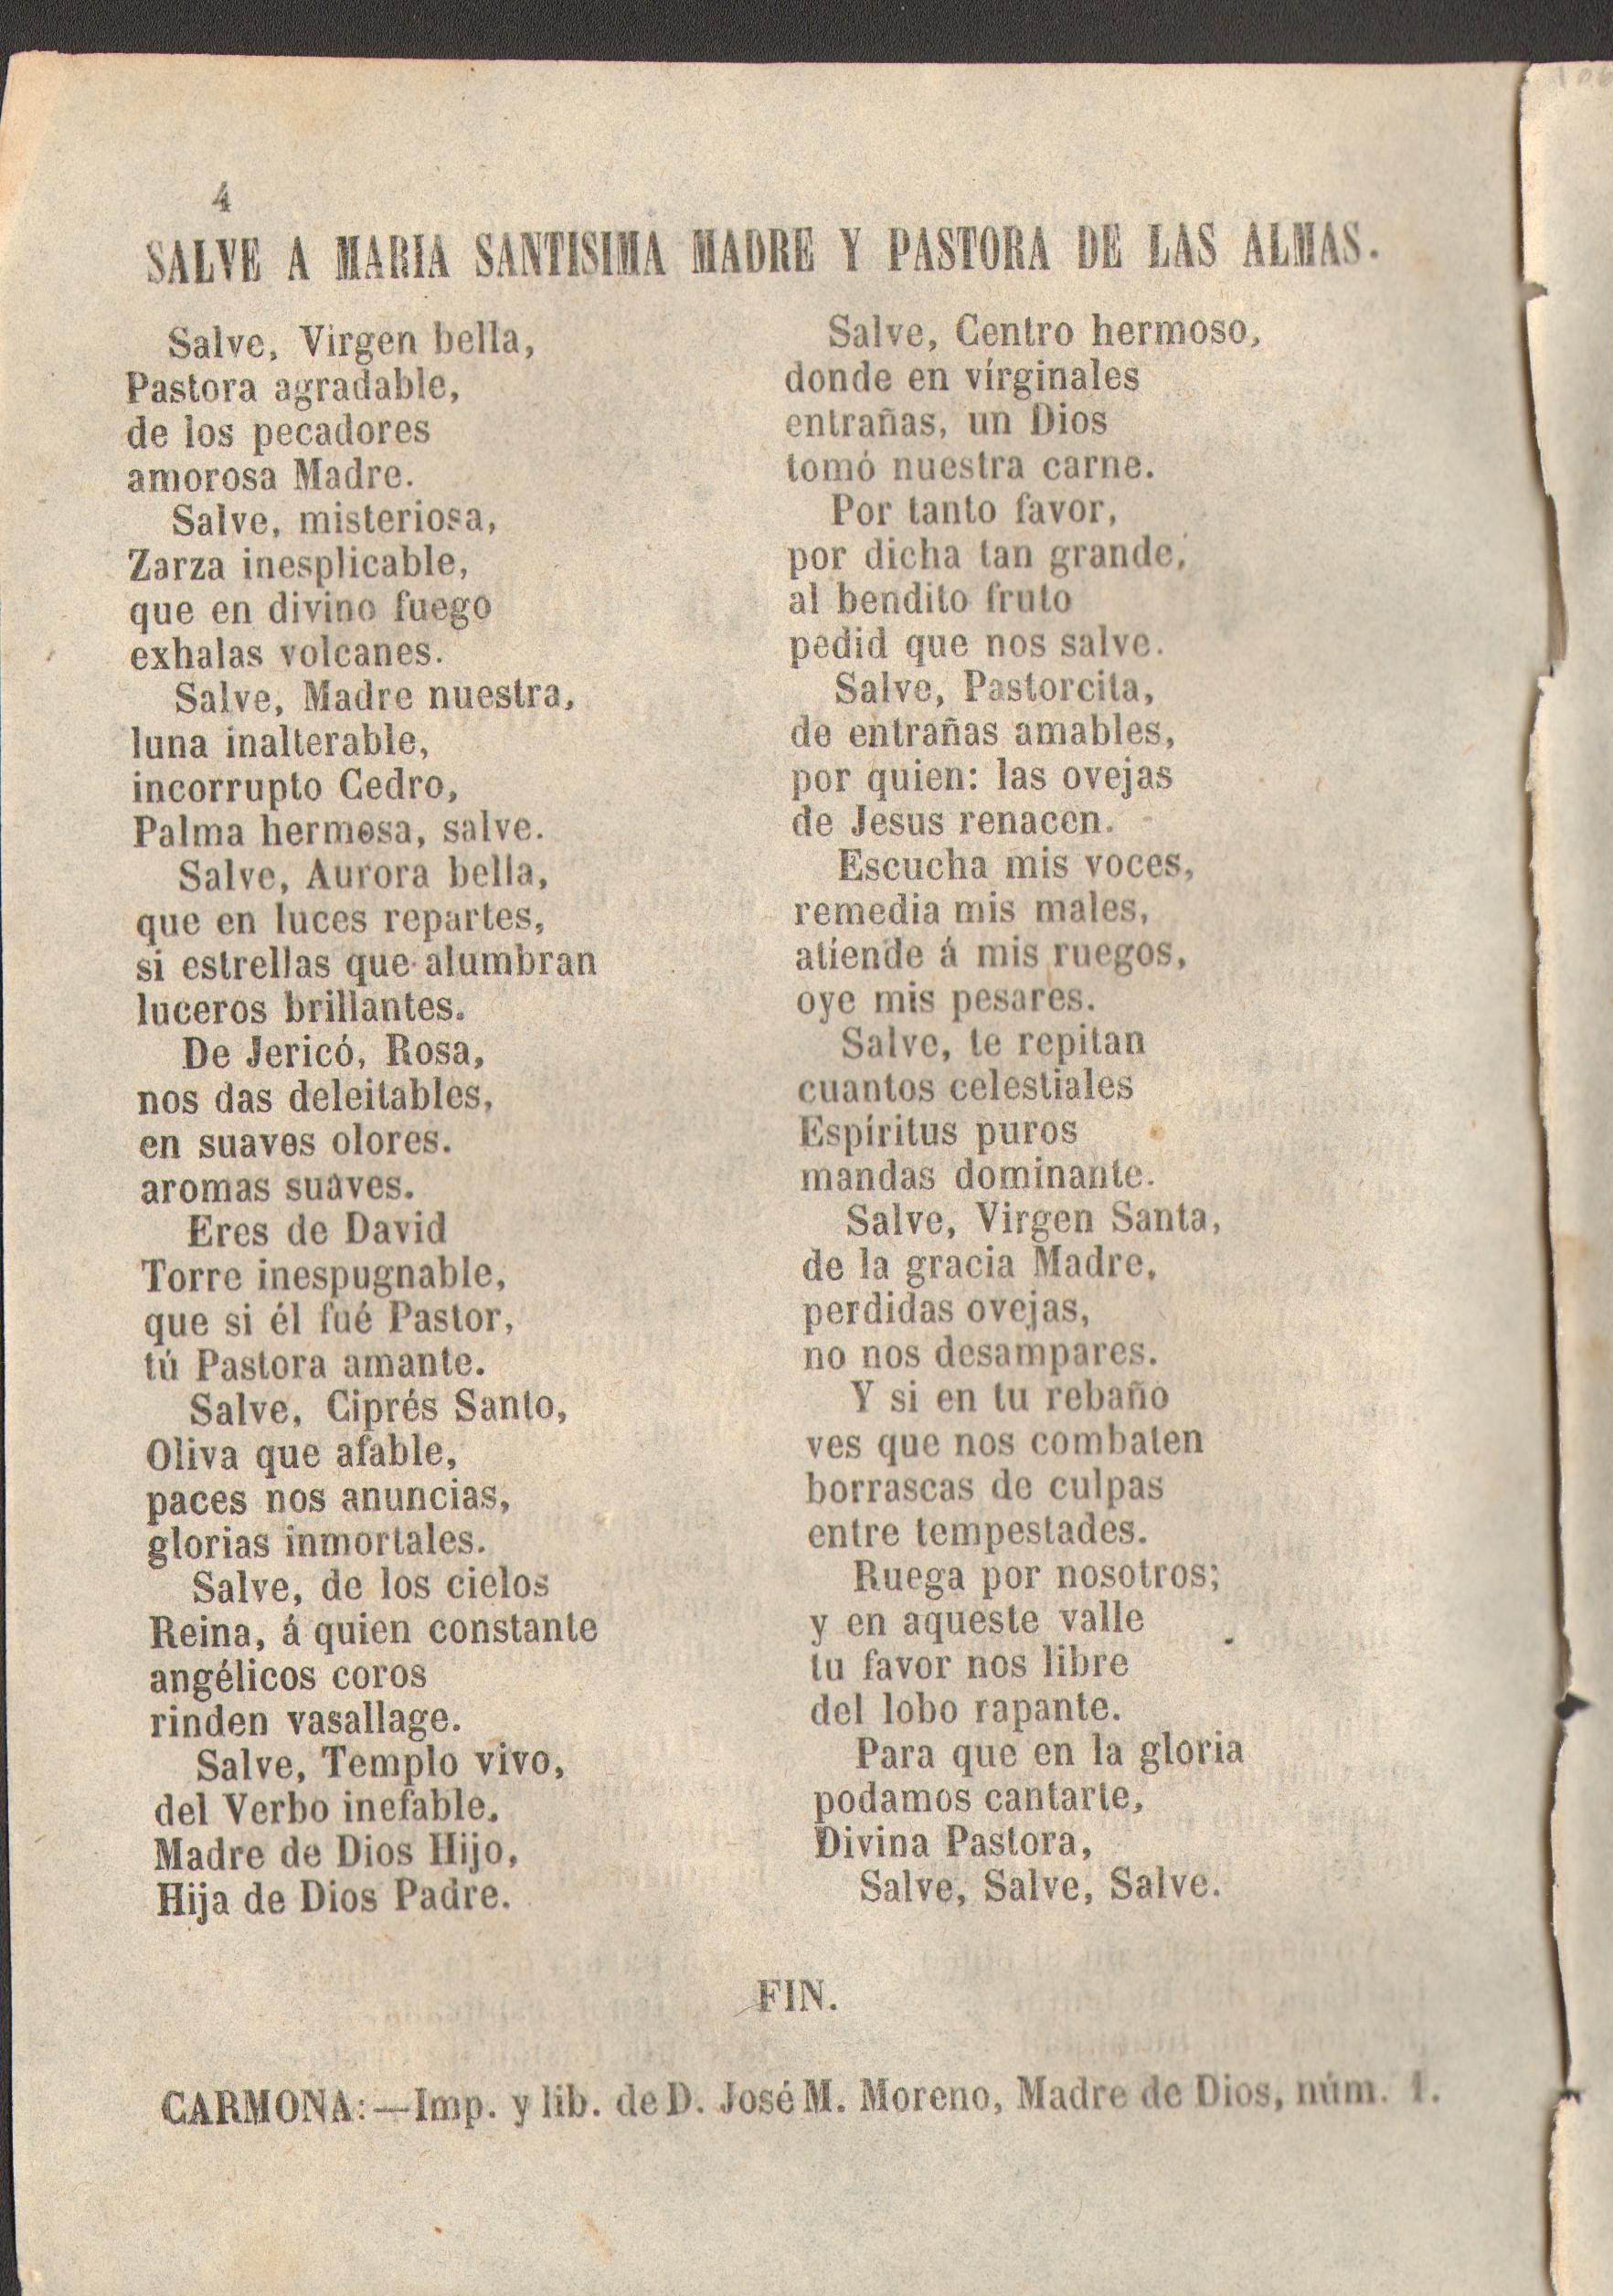 4
SALVE A MARIA SANTISIMA MADRE Y PASTORA DE LAS ALMAS.
Salve, Virgen bella,
Pastora agradable,
de los pecadores
amorosa Madre.
Salve, misteriosa,
Zarza inesplicable,
que en divino fuego
exhalas volcanes.
Salve, Madre nuestra,
luna inalterable,
incorrupto Cedro,
Palma hermosa, salve.
Salve, Aurora bella,
que en luces repartes,
si estrellas que alumbran
luceros brillantes.
De Jericó, Rosa,
nos das deleitables,
en suaves olores.
aromas suaves.
Eres de David
Torre inespugnable,
que si él fué Pastor,
tú Pastora amante.
Salve, Ciprés Santo,
Oliva que afable,
paces nos anuncias,
glorias inmortales.
Salve, de los cielos
Reina, á quien constante
angélicos coros
rinden vasallage.
Salve, Templo vivo,
del Verbo inefable,
Madre de Dios Hijo,
Hija de Dios Padre.
Salve, Centro hermoso,
donde en vírginales
entrañas, un Dios
tomó nuestra carne.
Por tanto favor,
por dicha tan grande,
al bendito fruto
pedid que nos salve.
Salve, Pastorcita,
de entrañas amables,
por quien: las ovejas
de Jesus renacen.
Escucha mis voces,
remedia mis males,
atiende á mis ruegos,
oye mis pesares.
Salve, te repitan
cuantos celestiales
Espíritus puros
mandas dominante.
Salve, Virgen Santa,
de la gracia Madre,
perdidas ovejas,
no nos desampares.
Y si en tu rebaño
ves que nos combaten
borrascas de culpas
entre tempestades.
Ruega por nosotros;
y en aqueste valle
tu favor nos libre
del lobo rapante.
Para que en la gloria
podamos cantarte,
Divina Pastora,
Salve, Salve, Salve.
FIN.
CARMONA:—Imp. y lib. de D. José M. Moreno, Madre de Dios, núm. 1.